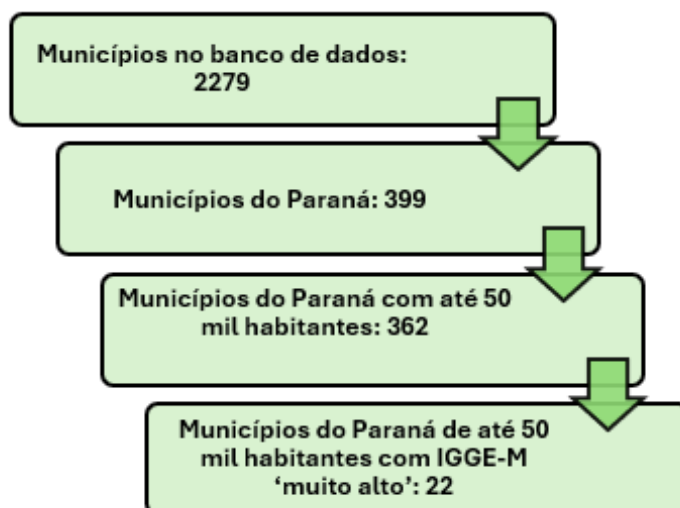 Municípios no banco de dados:
2279
Municípios do Paraná: 399
Municípios do Paraná com até 50
mil habitantes: 362
Municípios do Paraná de até 50
mil habitantes com IGGE-M
‘muito alto’: 22